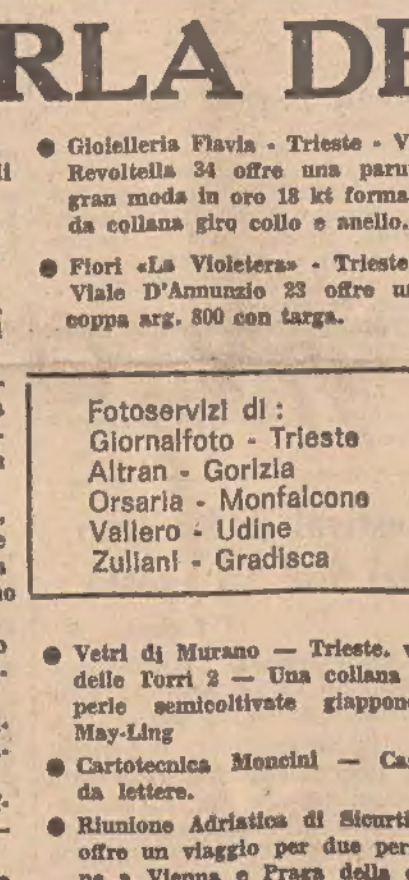 RLA DE
● Gioielleria Flavia - Trieste - V
Revoltella 34 offre una paru
gran moda in oro 18 kt forma
da collana giro collo e anello.
● Fiori «La Violetera» - Trieste
Viale D'Annunzio 23 offre un
coppa arg. 800 con targa.
Fotoservizi di :
Giornalfoto - Trieste
Altran - Gorizia
Orsaria - Monfalcone
Vallero - Udine
Zuliani - Gradisca
● Vetri di Murano — Trieste. v
delle Torri 2 — Una collana
perle semicoltivate giappone
May-Ling
● Cartotecnica Moncini — Ca
da lettere.
● Riunione Adriatica di Sicurti
offre un viaggio per due per
ne a Vienna e Praga della